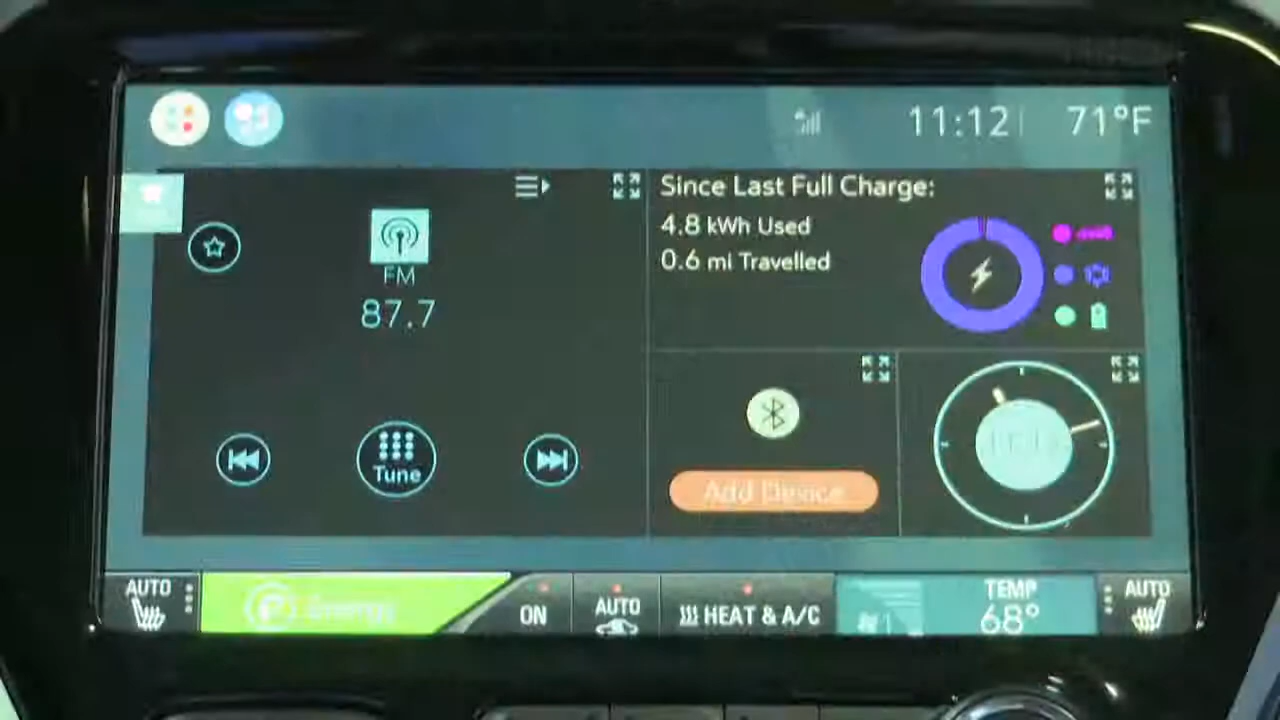 11:12
71°F
FM
87.7
Tune
Since Last Full Charge:
4.8 kWh Used
0.6 mi Travelled
Add Device
AUTO
Energy
ON
AUTO
HEAT & A/C
TEMP
68°
AUTO